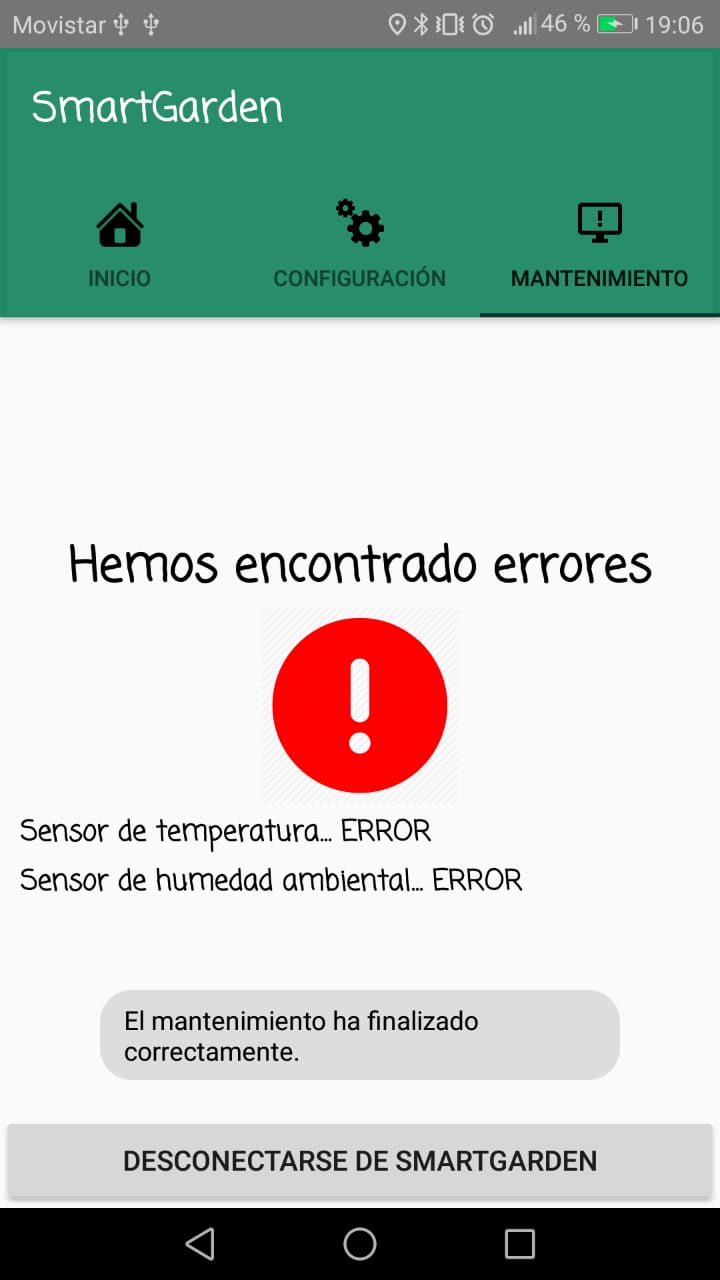 Movistar 46 % 19:06
SmartGarden
INICIO CONFIGURACIÓN MANTENIMIENTO
Hemos encontrado errores
Sensor de temperatura... ERROR
Sensor de humedad ambiental... ERROR
El mantenimiento ha finalizado
correctamente.
DESCONECTARSE DE SMARTGARDEN